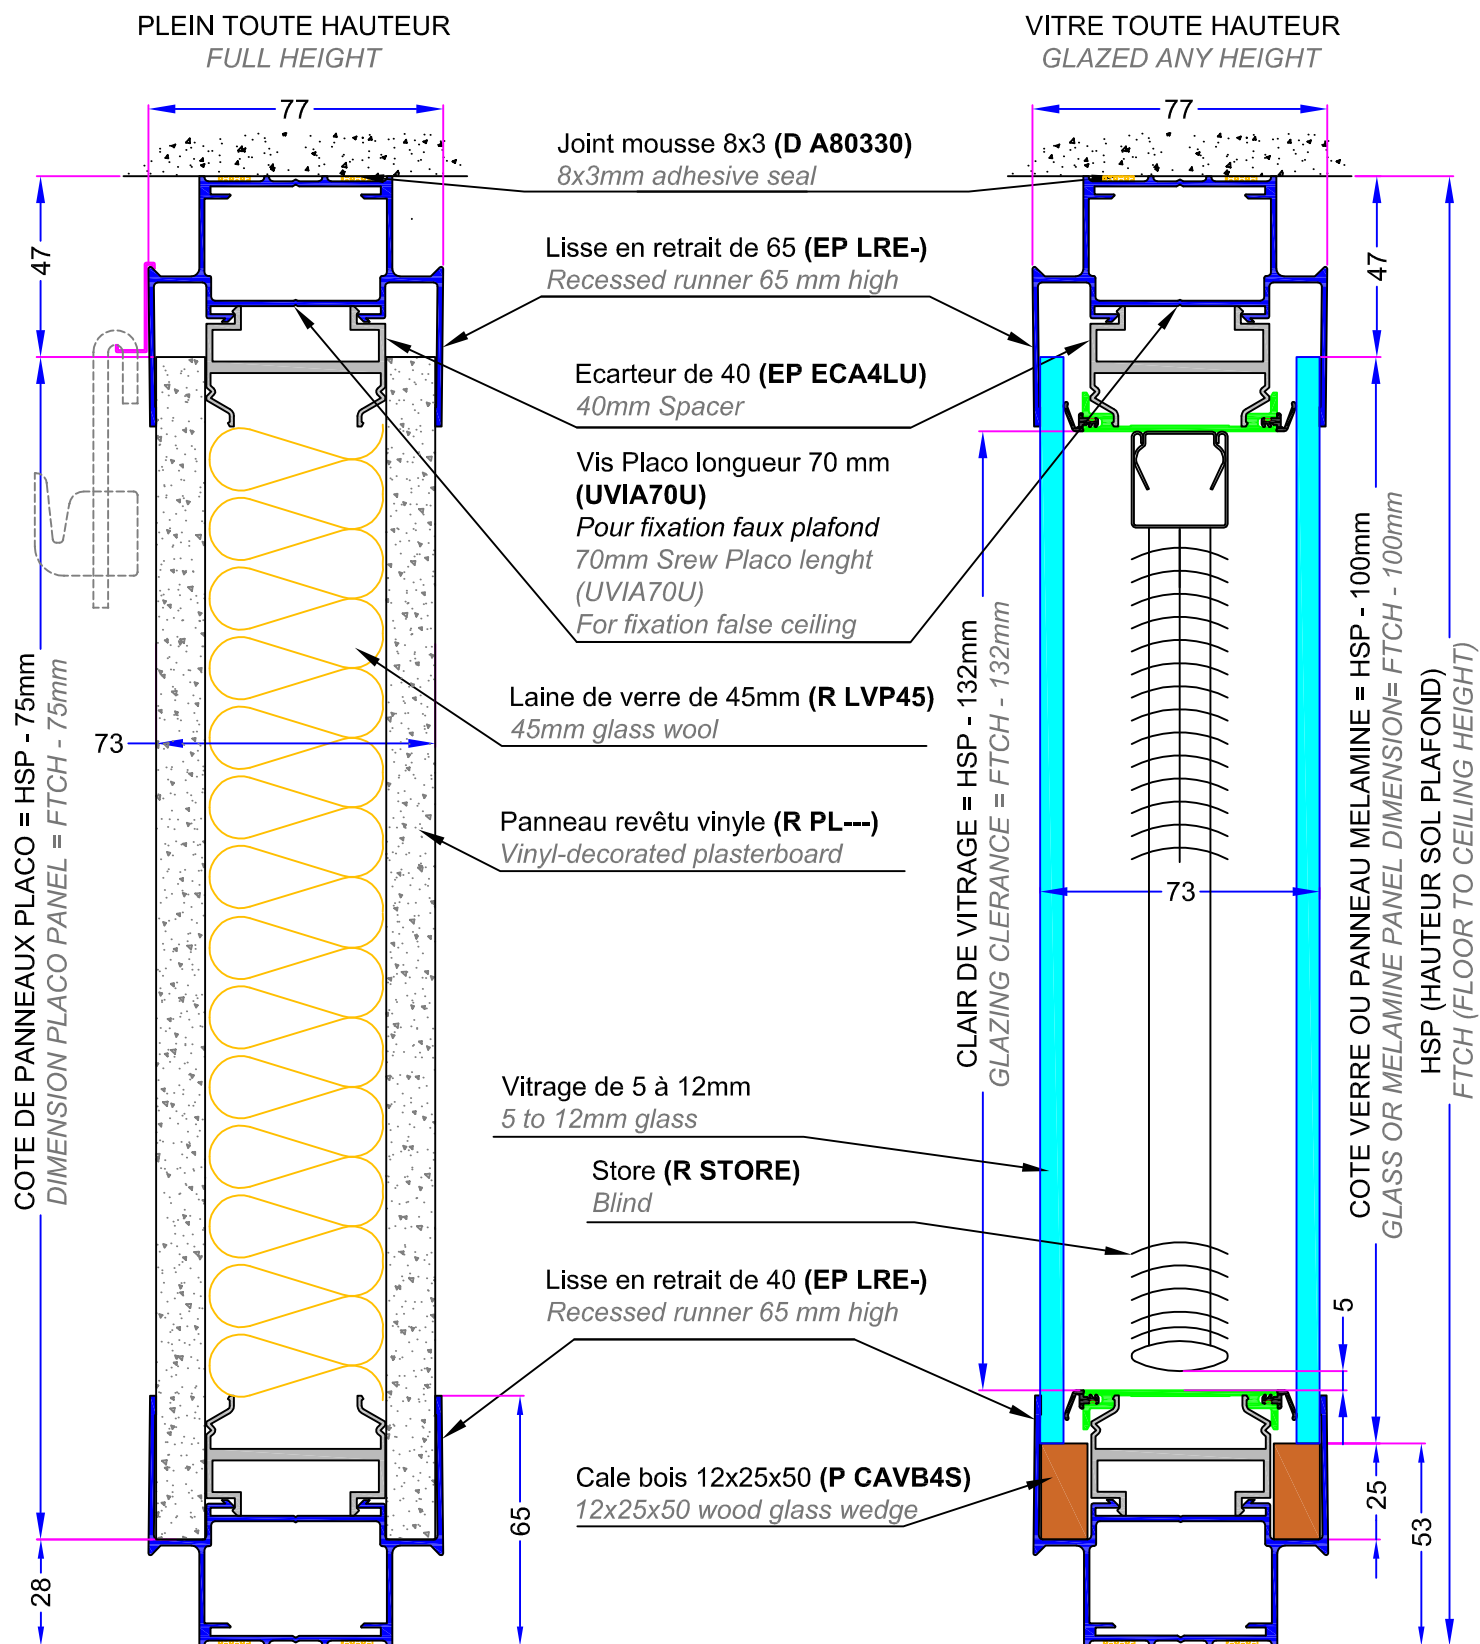 PLEIN TOUTE HAUTEUR
FULL HEIGHT
VITRE TOUTE HAUTEUR
GLAZED ANY HEIGHT
77
77
Joint mousse 8x3 (D A80330)
8x3mm adhesive seal
47
47
Lisse en retrait de 65 (EP LRE-)
Recessed runner 65 mm high
Ecarteur de 40 (EP ECA4LU)
40mm Spacer
Vis Placo longueur 70 mm
(UVIA70U)
Pour fixation faux plafond
70mm Srew Placo lenght
(UVIA70U)
For fixation false ceiling
Laine de verre de 45mm (R LVP45)
45mm glass wool
73
Panneau revêtu vinyle (R PL---)
Vinyl-decorated plasterboard
73
COTE DE PANNEAUX PLACO = HSP - 75mm
DIMENSION PLACO PANEL = FTCH - 75mm
CLAIR DE VITRAGE = HSP - 132mm
GLAZING CLERANCE = FTCH - 132mm
COTE VERRE OU PANNEAU MELAMINE = HSP - 100mm
GLASS OR MELAMINE PANEL DIMENSION= FTCH - 100mm
HSP (HAUTEUR SOL PLAFOND)
FTCH (FLOOR TO CEILING HEIGHT)
Vitrage de 5 à 12mm
5 to 12mm glass
Store (R STORE)
Blind
Lisse en retrait de 40 (EP LRE-)
Recessed runner 65 mm high
5
Cale bois 12x25x50 (P CAVB4S)
12x25x50 wood glass wedge
65
25
53
28